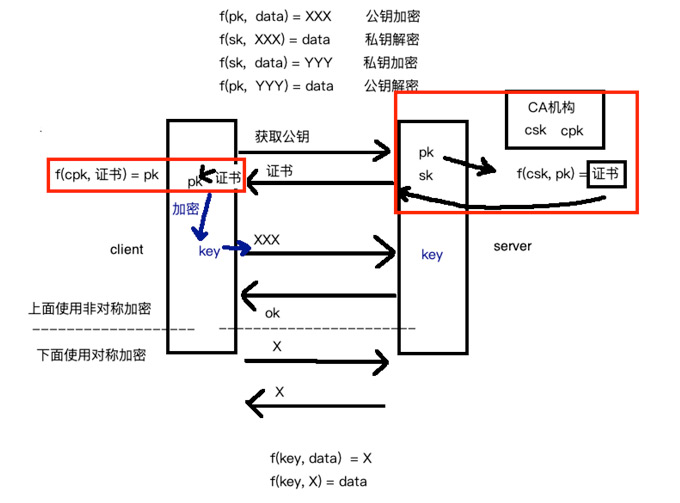 f(pk, data) = XXX 公钥加密
f(sk, XXX) = data 私钥解密
f(sk, data) = YYY 私钥加密
f(pk, YYY) = data 公钥解密
CA机构
csk cpk
获取公钥
pk
sk
f(csk, pk) = 证书
证书
f(cpk, 证书) = pk
pk 证书
加密
client
key
XXX
key
server
ok
上面使用非对称加密
下面使用对称加密
X
X
f(key, data) = X
f(key, X) = data